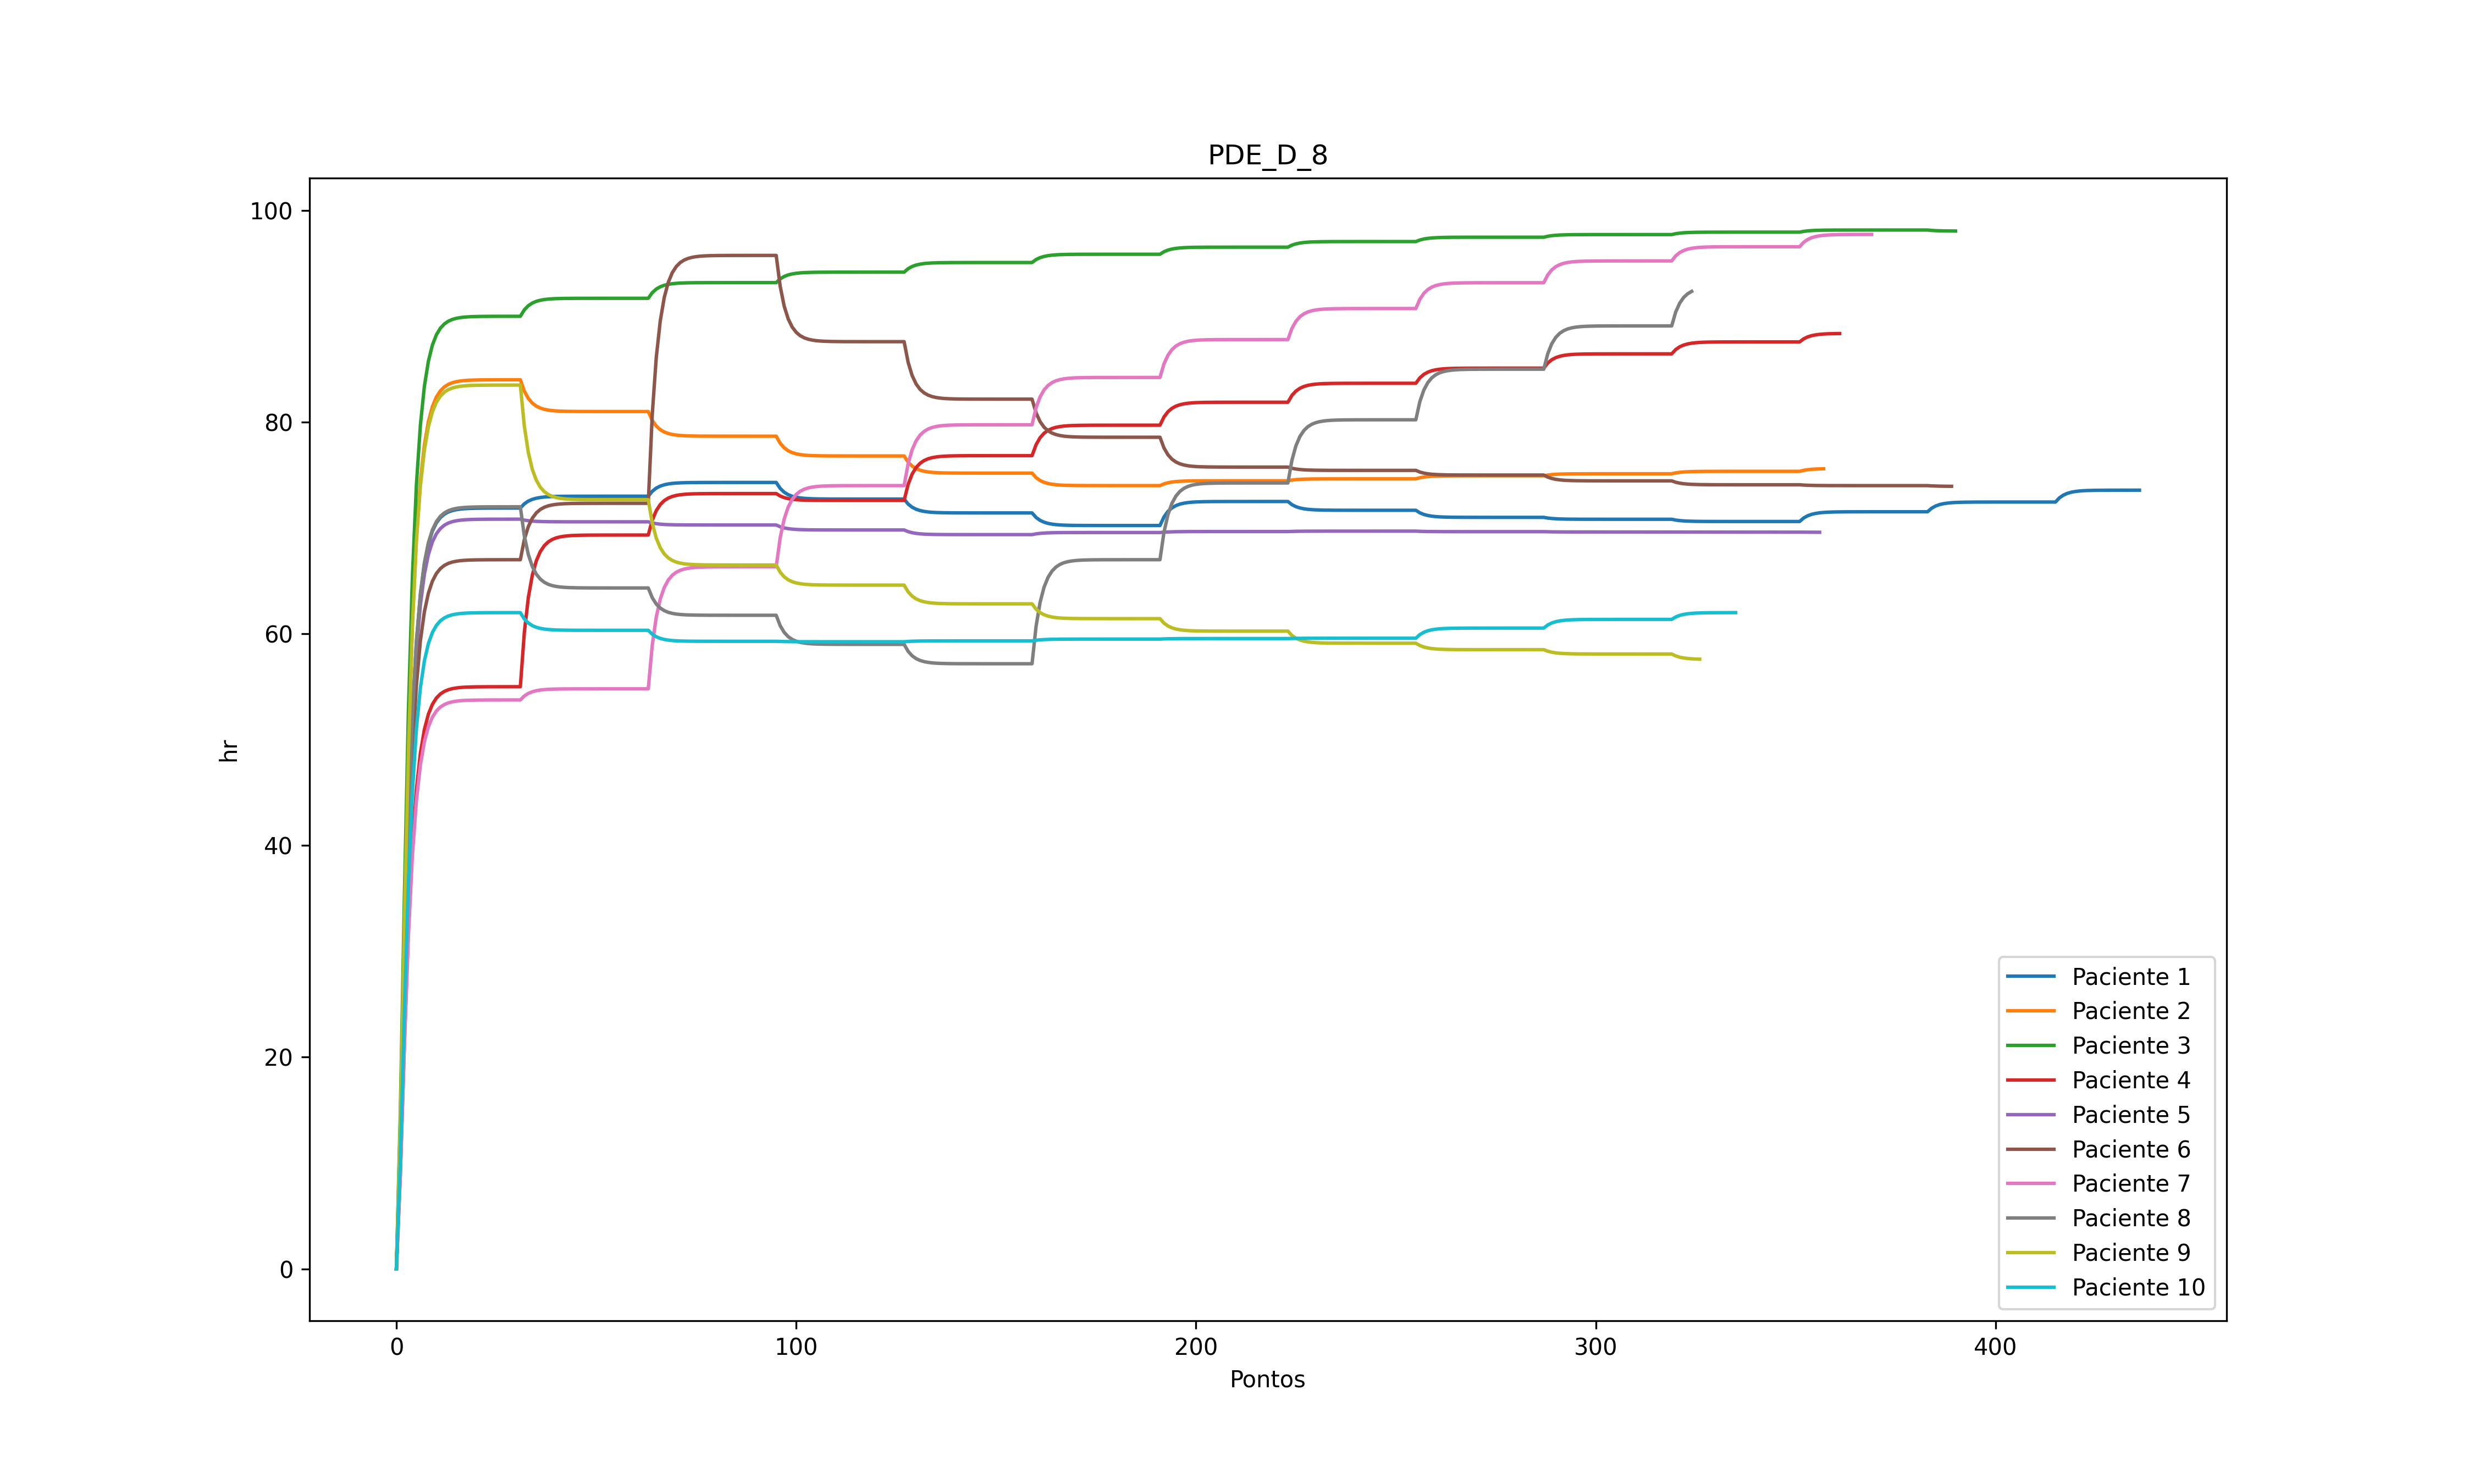 PDE_D_8
100
80
60
40
20
0
hr
0 100 200 300 400
Pontos
Paciente 1
Paciente 2
Paciente 3
Paciente 4
Paciente 5
Paciente 6
Paciente 7
Paciente 8
Paciente 9
Paciente 10